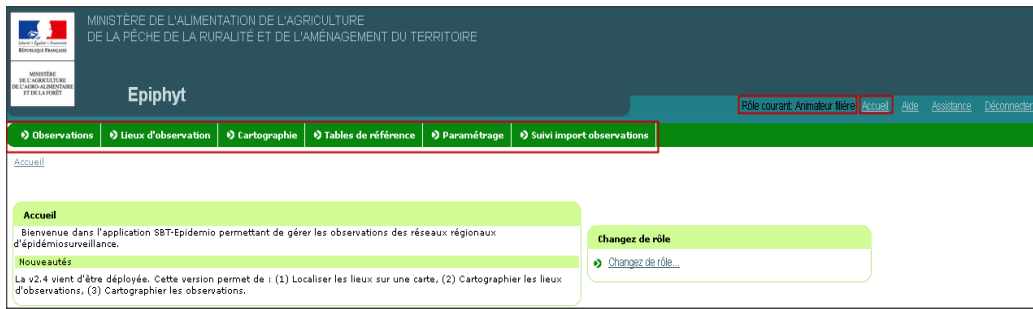 MINISTÈRE DE L'ALIMENTATION DE L'AGRICULTURE
DE LA PÊCHE DE LA RURALITÉ ET DE L'AMÉNAGEMENT DU TERRITOIRE
Liberté • Égalité • Fraternité
RÉPUBLIQUE FRANÇAISE
MINISTÈRE
DE L'AGRICULTURE
DE L'AGRO-ALIMENTAIRE
ET DE LA FORÊT
Epiphyt
Rôle courant: Animateur filière Accueil Aide Assistance Déconnecter
Observations Lieux d'observation Cartographie Tables de référence Paramétrage Suivi import observations
Accueil
Accueil
Bienvenue dans l'application SBT-Epidemio permettant de gérer les observations des réseaux régionaux
d'épidémiosurveillance.
Nouveautés
La v2.4 vient d'être déployée. Cette version permet de : (1) Localiser les lieux sur une carte, (2) Cartographier les lieux
d'observations, (3) Cartographier les observations.
Changez de rôle
Changez de rôle...